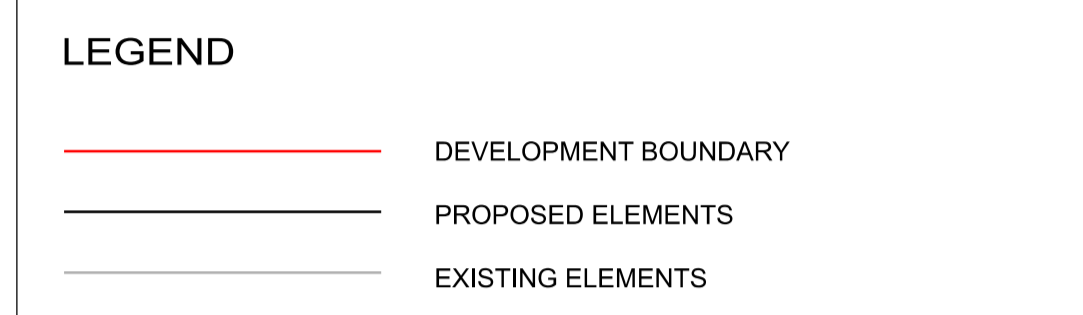 LEGEND
DEVELOPMENT BOUNDARY
PROPOSED ELEMENTS
EXISTING ELEMENTS